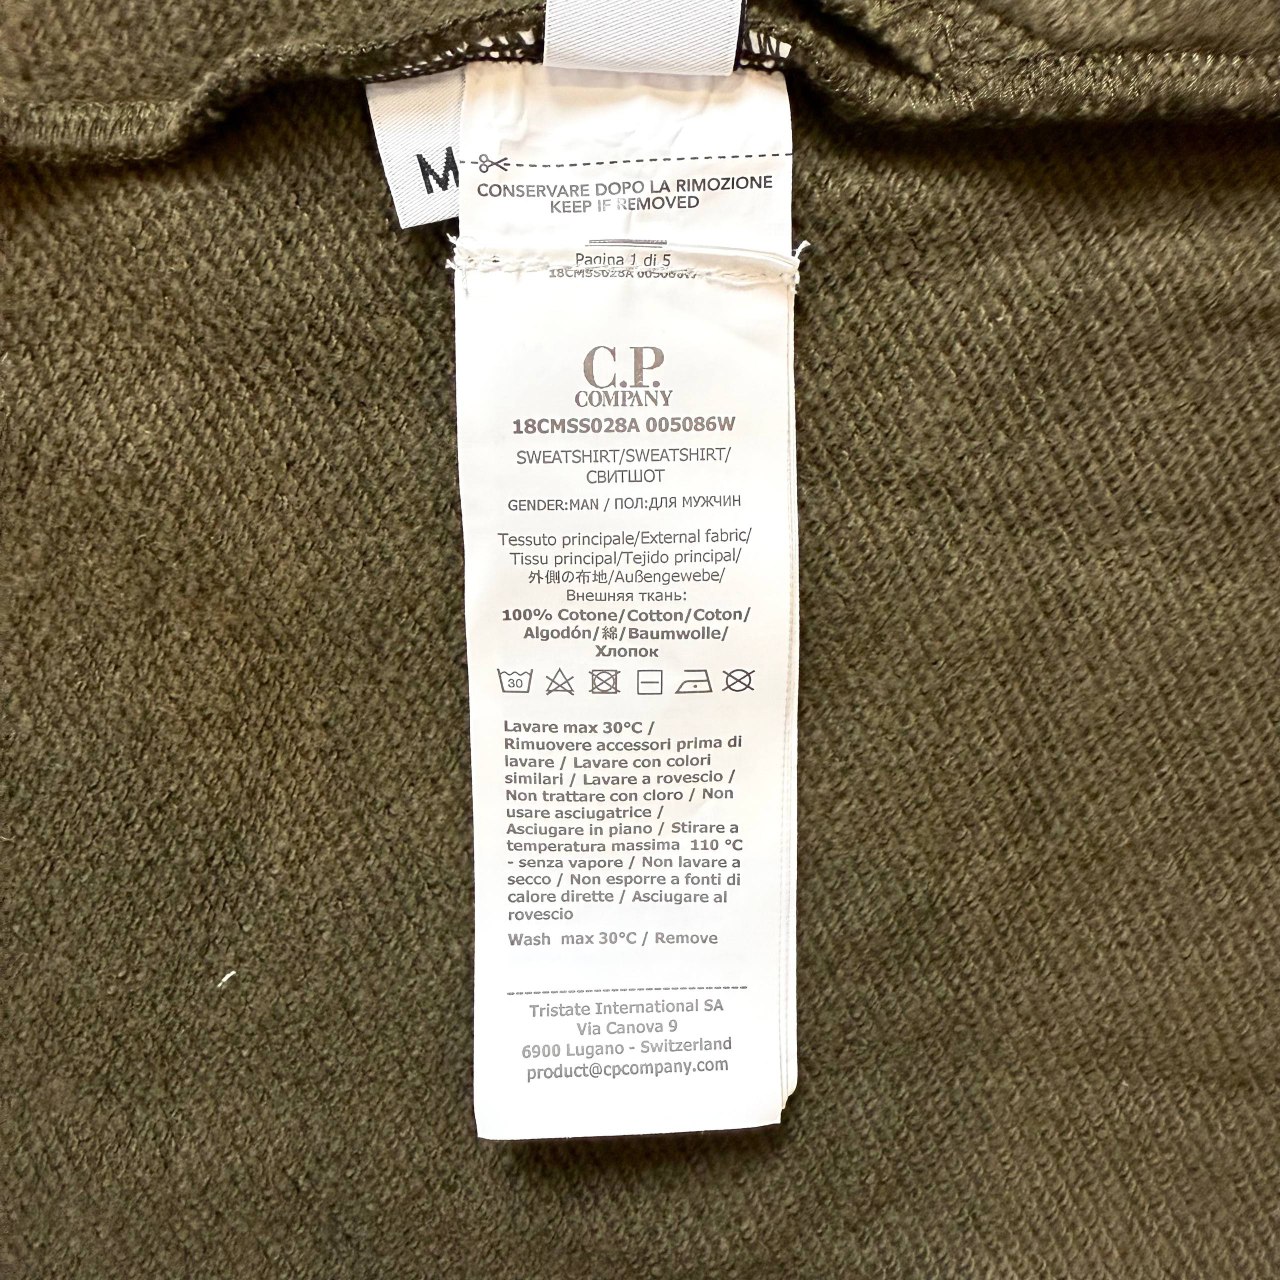 M
CONSERVARE DOPO LA RIMOZIONE
KEEP IF REMOVED
Pagina 1 di 5
C.P.
COMPANY
18CMSS028A 005086W
SWEATSHIRT/SWEATSHIRT/
СВИТШОТ
GENDER:MAN / ПОЛ:ДЛЯ МУЖЧИН
Tessuto principale/External fabric/
Tissu principal/Tejido principal/
外側の布地/Außengewebe/
Внешняя ткань:
100% Cotone/Cotton/Coton/
Algodón/綿/Baumwolle/
Хлопок
30
Lavare max 30°C /
Rimuovere accessori prima di
lavare / Lavare con colori
similari / Lavare a rovescio /
Non trattare con cloro / Non
usare asciugatrice /
Asciugare in piano / Stirare a
temperatura massima 110 °C
- senza vapore / Non lavare a
secco / Non esporre a fonti di
calore dirette / Asciugare al
rovescio
Wash max 30°C / Remove
Tristate International SA
Via Canova 9
6900 Lugano - Switzerland
product@cpcompany.com